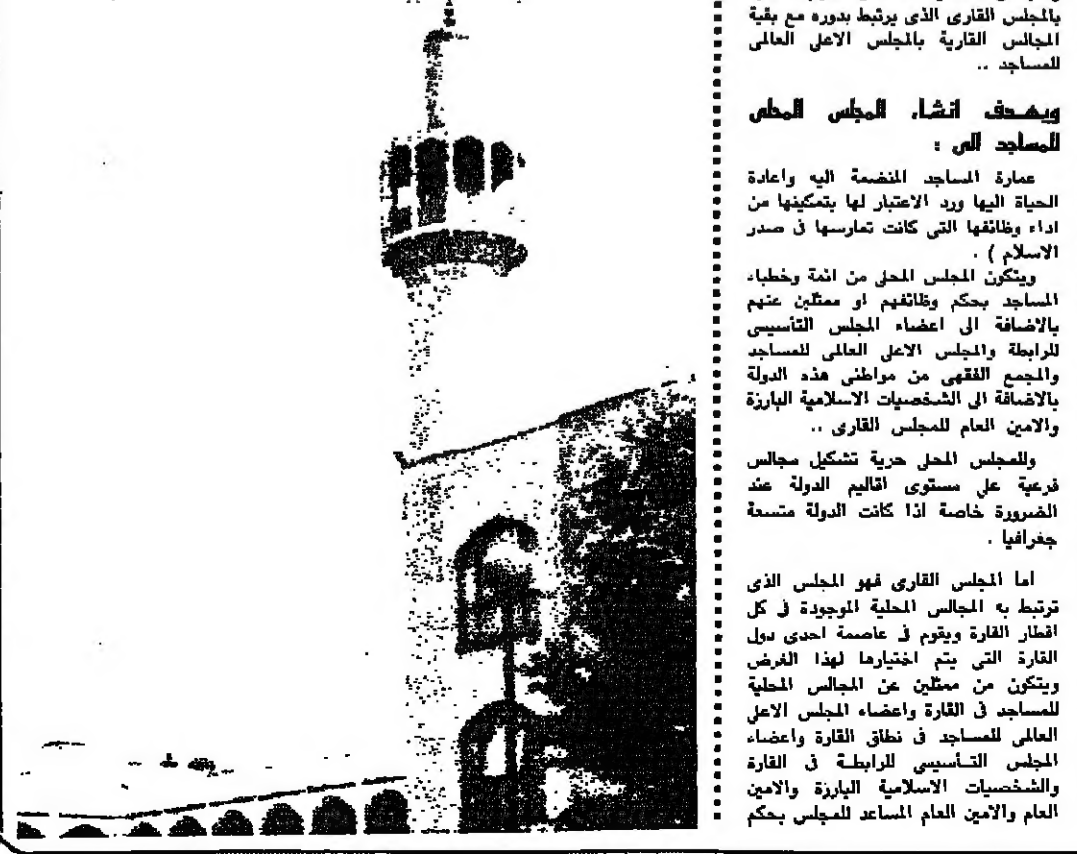 بالمجلس القارى الذى يرتبط بدوره مع بقية
المجالس القارية بالمجلس الاعلى العالمى
للمساجد ..
ويهدف انشاء المجلس المحلى
للمساجد الى :
عمارة المساجد المنضمة اليه واعادة
الحياة اليها ورد الاعتبار لها بتمكينها من
اداء وظائفها التى كانت تمارسها فى صدر
الاسلام ) .
ويتكون المجلس المحلى من ائمة وخطباء
المساجد بحكم وظائفهم او ممثلين عنهم
بالاضافة الى اعضاء المجلس التأسيسى
للرابطة والمجلس الاعلى العالمى للمساجد
والمجمع الفقهى من مواطنى هذه الدولة
بالاضافة الى الشخصيات الاسلامية البارزة
والامين العام للمجلس القارى ..
وللمجلس المحلى حرية تشكيل مجالس
فرعية على مستوى اقاليم الدولة عند
الضرورة خاصة اذا كانت الدولة متسعة
جغرافيا .
اما المجلس القارى فهو المجلس الذى
ترتبط به المجالس المحلية الموجودة فى كل
اقطار القارة ويقوم فى عاصمة احدى دول
القارة التى يتم اختيارها لهذا الغرض
ويتكون من ممثلين عن المجالس المحلية
للمساجد فى القارة واعضاء المجلس الاعلى
العالمى للمساجد فى نطاق القارة واعضاء
المجلس التأسيسى للرابطة فى القارة
والشخصيات الاسلامية البارزة والامين
العام والامين العام المساعد للمجلس بحكم